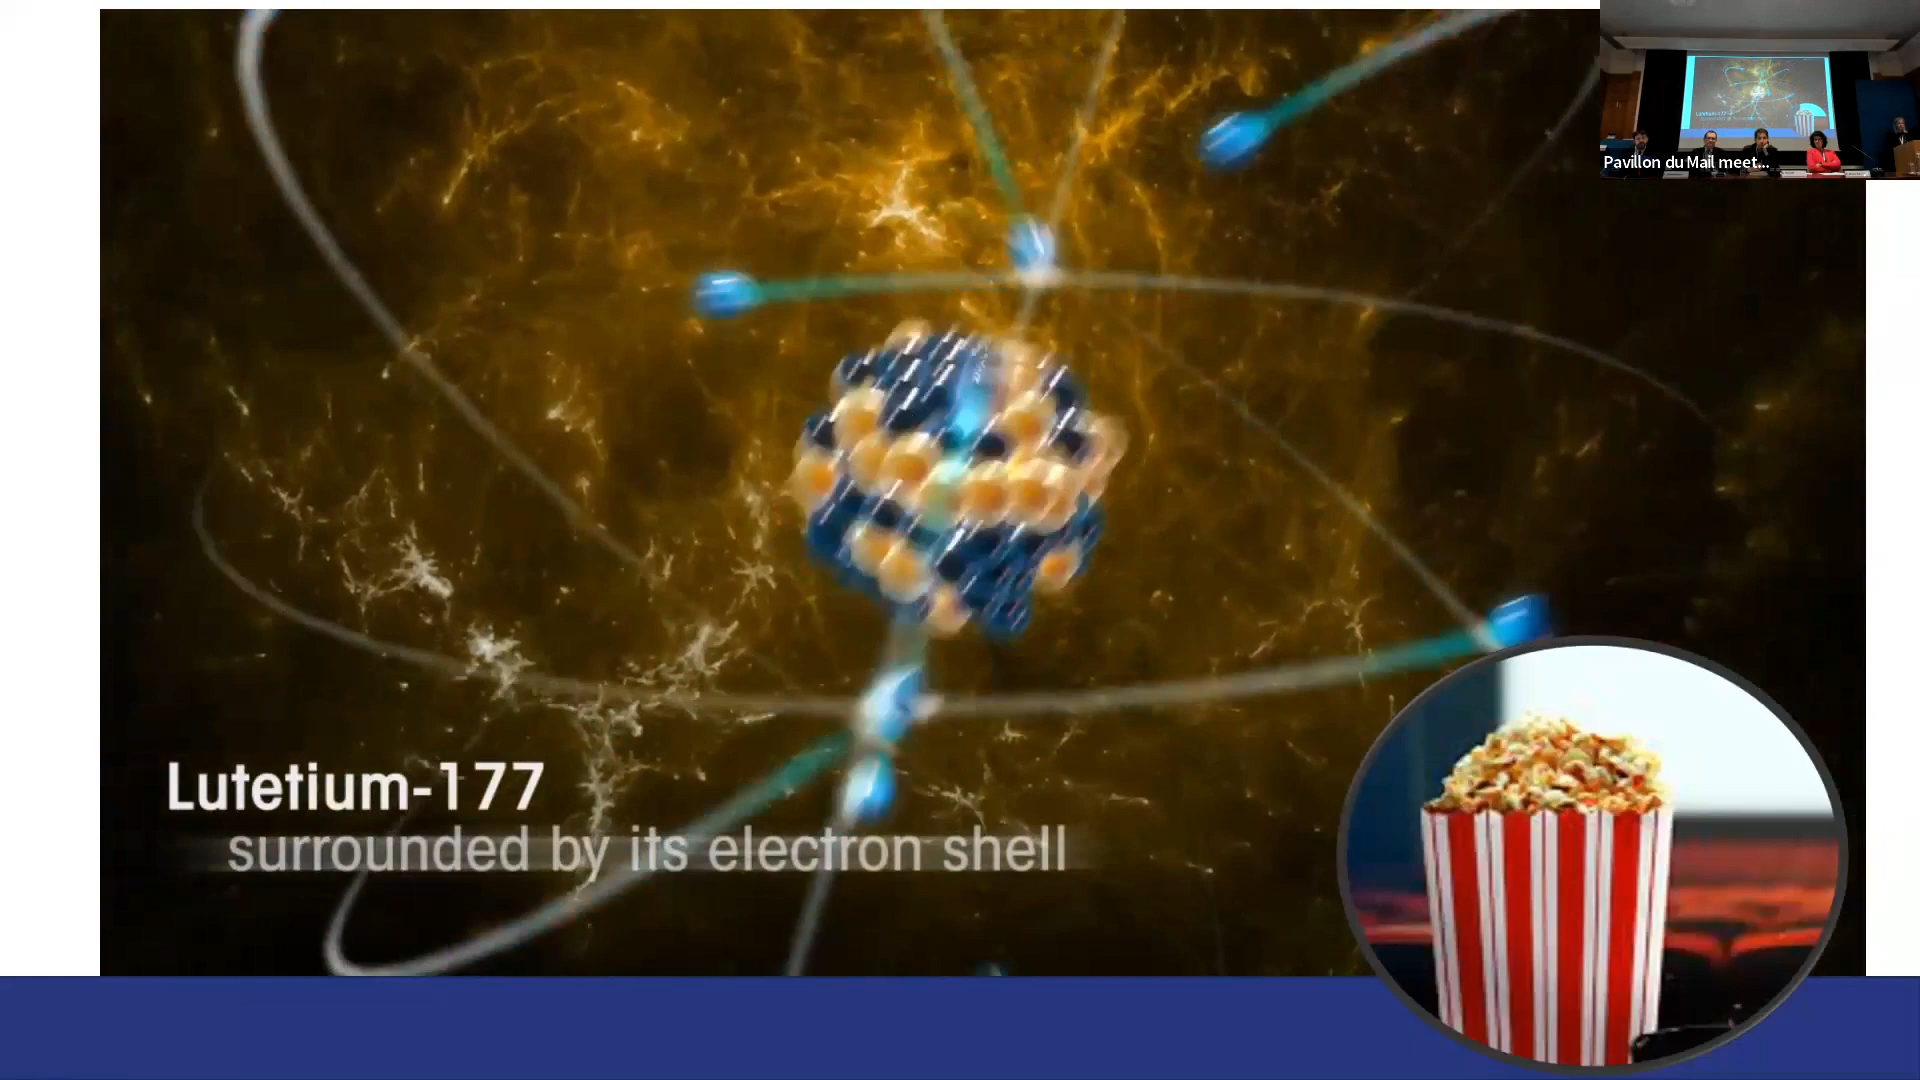 Pavillon du Mail meet...
Lutetium-177
surrounded by its electron shell